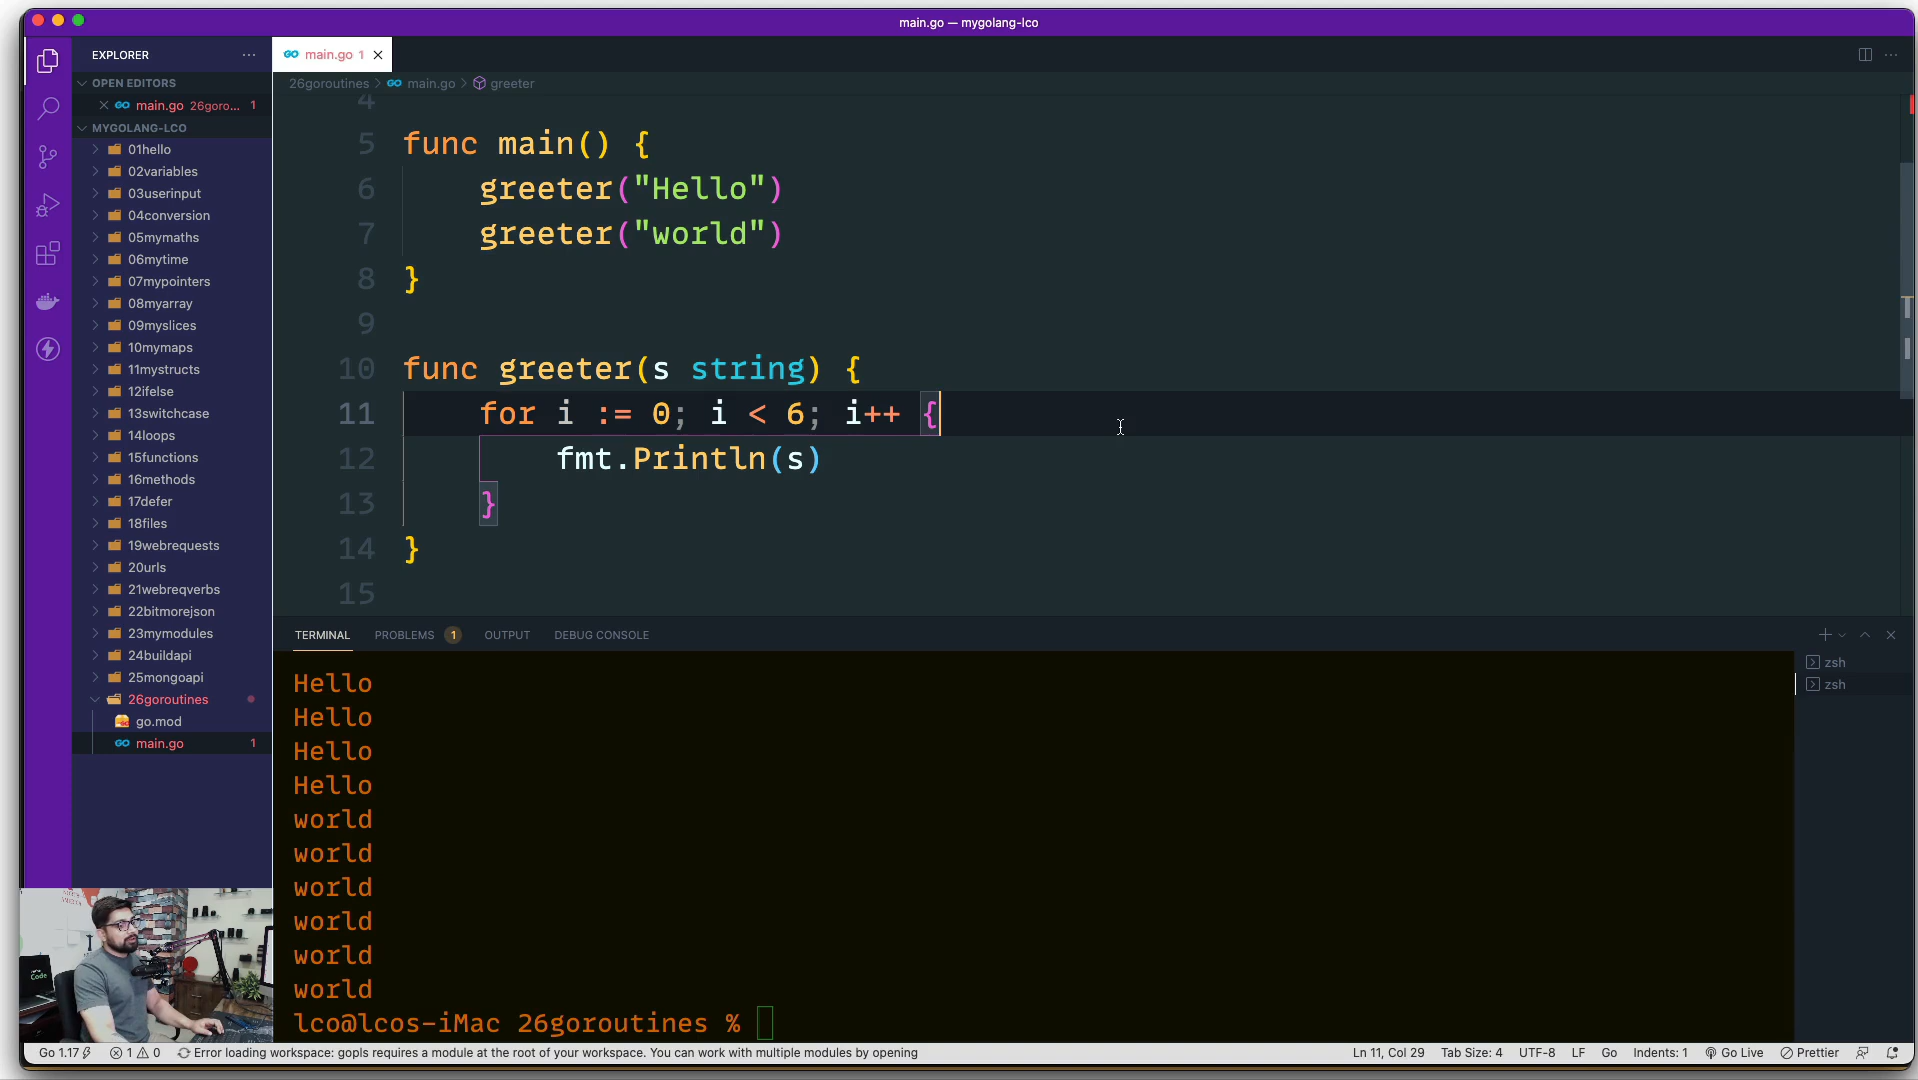 main.go — mygolang-lco
EXPLORER
OPEN EDITORS
main.go 26goro... 1
MYGOLANG-LCO
01hello
02variables
03userinput
04conversion
05mymaths
06mytime
07mypointers
08myarray
09myslices
10mymaps
11mystructs
12ifelse
13switchcase
14loops
15functions
16methods
17defer
18files
19webrequests
20urls
21webreqverbs
22bitmorejson
23mymodules
24buildapi
25mongoapi
26goroutines
go.mod
main.go 1
main.go 1
26goroutines > main.go > greeter
4
5 func main() {
6 greeter("Hello")
7 greeter("world")
8 }
9
10 func greeter(s string) {
11 for i := 0; i < 6; i++ {
12 fmt.Println(s)
13 }
14 }
15
TERMINAL PROBLEMS 1 OUTPUT DEBUG CONSOLE
zsh
zsh
Hello
Hello
Hello
Hello
world
world
world
world
world
world
lco@lcos-iMac 26goroutines %
Code
Go 1.17 1 0 Error loading workspace: gopls requires a module at the root of your workspace. You can work with multiple modules by opening Ln 11, Col 29 Tab Size: 4 UTF-8 LF Go Indents: 1 Go Live Prettier